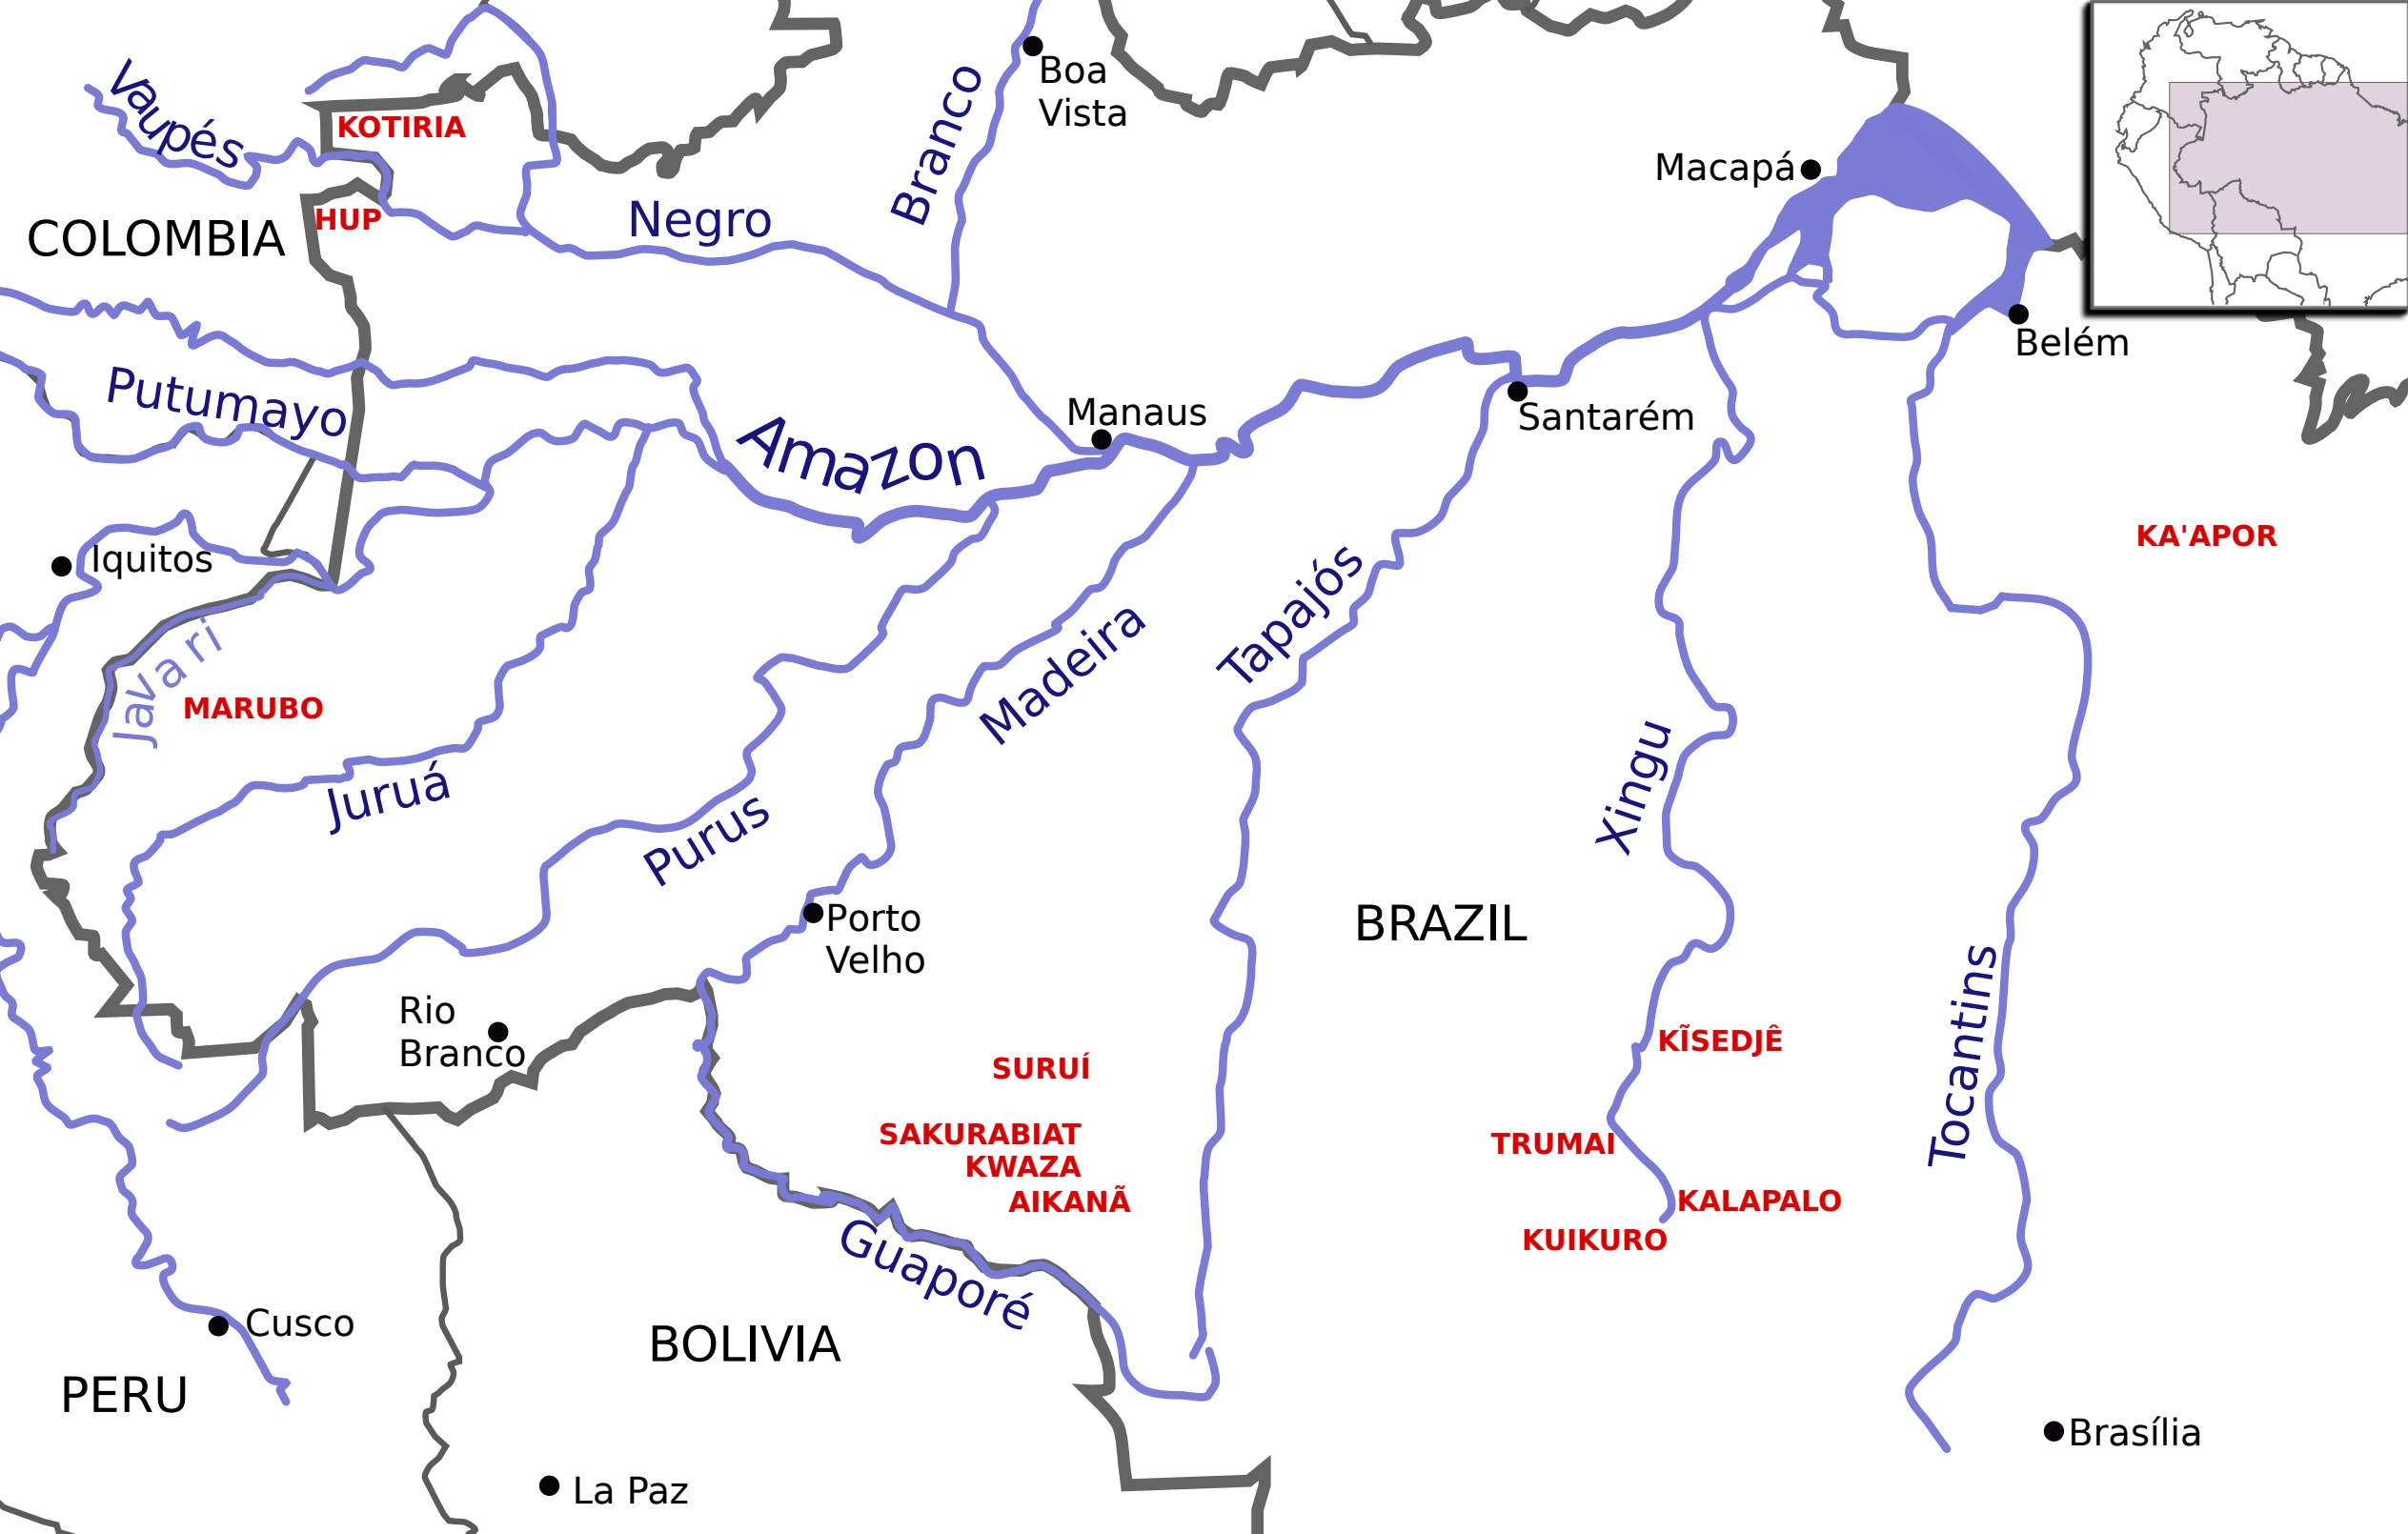 Boa
Vista
Vaupés
KOTIRIA
Branco
Macapá
HUP
Negro
COLOMBIA
Belém
Putumayo
Manaus
Santarém
Amazon
KA'APOR
Iquitos
Tapajós
Javari
Madeira
MARUBO
Juruá
Xingu
Purus
Porto
Velho
BRAZIL
Rio
Branco
Tocantins
KĨSEDJÊ
SURUÍ
SAKURABIAT
TRUMAI
KWAZA
AIKANÃ
KALAPALO
KUIKURO
Guaporé
Cusco
BOLIVIA
PERU
Brasília
La Paz